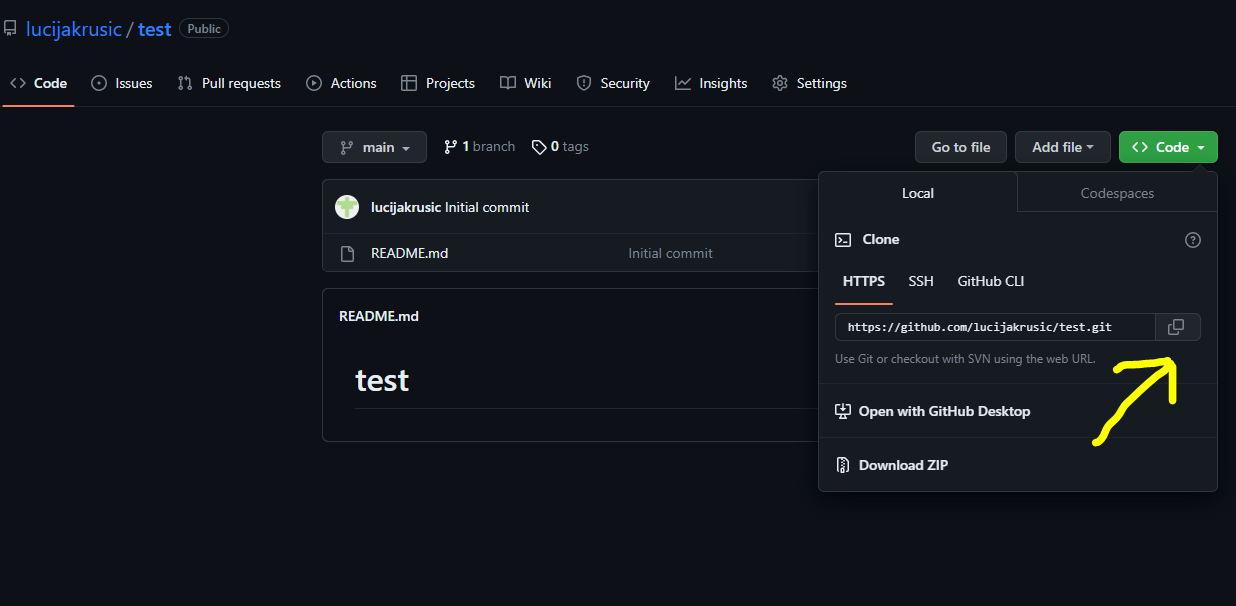 lucijakrusic / test Public
Code Issues Pull requests Actions Projects Wiki Security Insights Settings
main 1 branch 0 tags Go to file Add file Code
Local Codespaces
lucijakrusic Initial commit
README.md Initial commit
README.md
test
Clone
HTTPS SSH GitHub CLI
https://github.com/lucijakrusic/test.git
Use Git or checkout with SVN using the web URL.
Open with GitHub Desktop
Download ZIP